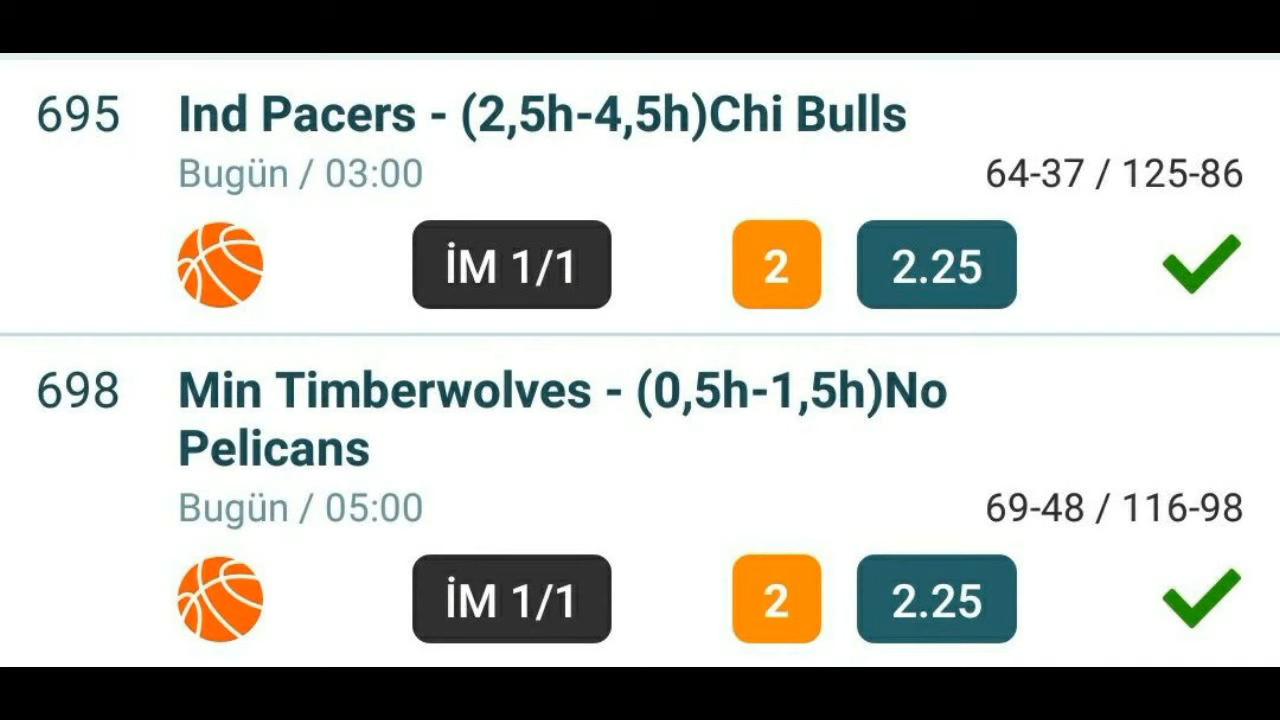 695 Ind Pacers - (2,5h-4,5h)Chi Bulls
Bugün / 03:00 64-37 / 125-86
İM 1/1 2 2.25
698 Min Timberwolves - (0,5h-1,5h)No
Pelicans
Bugün / 05:00 69-48 / 116-98
İM 1/1 2 2.25